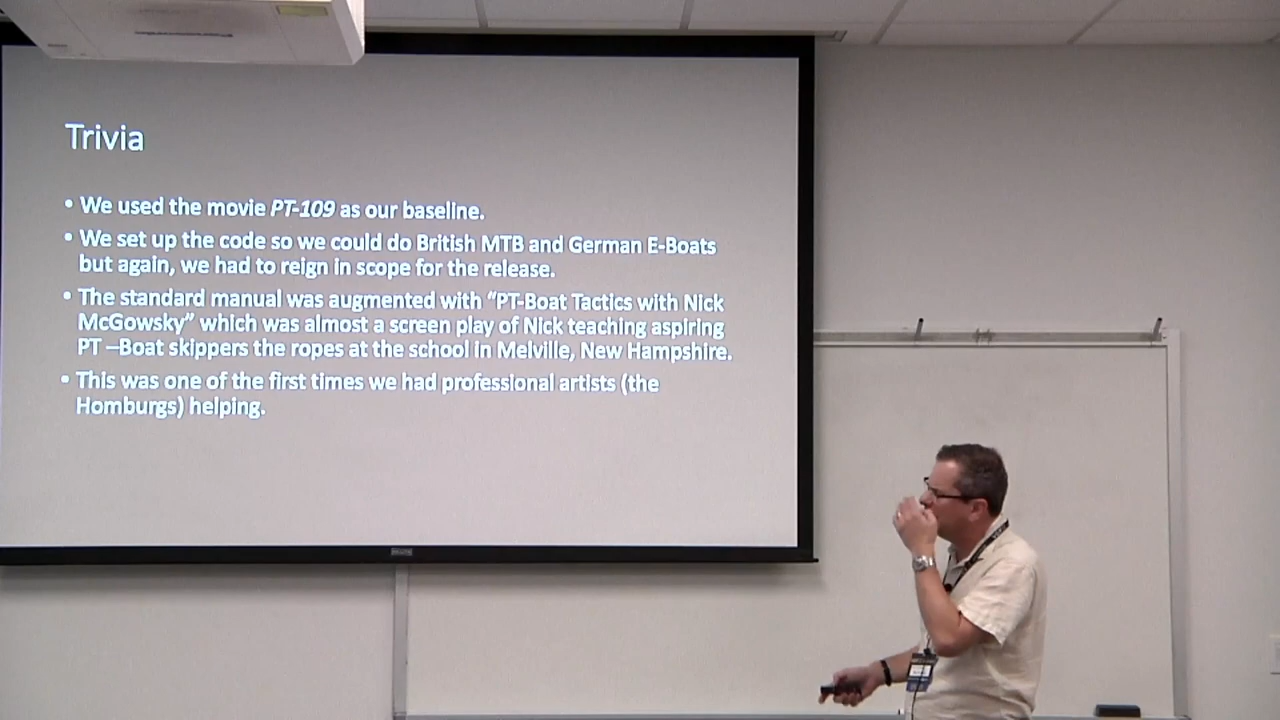 Trivia
• We used the movie PT-109 as our baseline.
• We set up the code so we could do British MTB and German E-Boats
but again, we had to reign in scope for the release.
• The standard manual was augmented with “PT-Boat Tactics with Nick
McGowsky” which was almost a screen play of Nick teaching aspiring
PT –Boat skippers the ropes at the school in Melville, New Hampshire.
• This was one of the first times we had professional artists (the
Homburgs) helping.